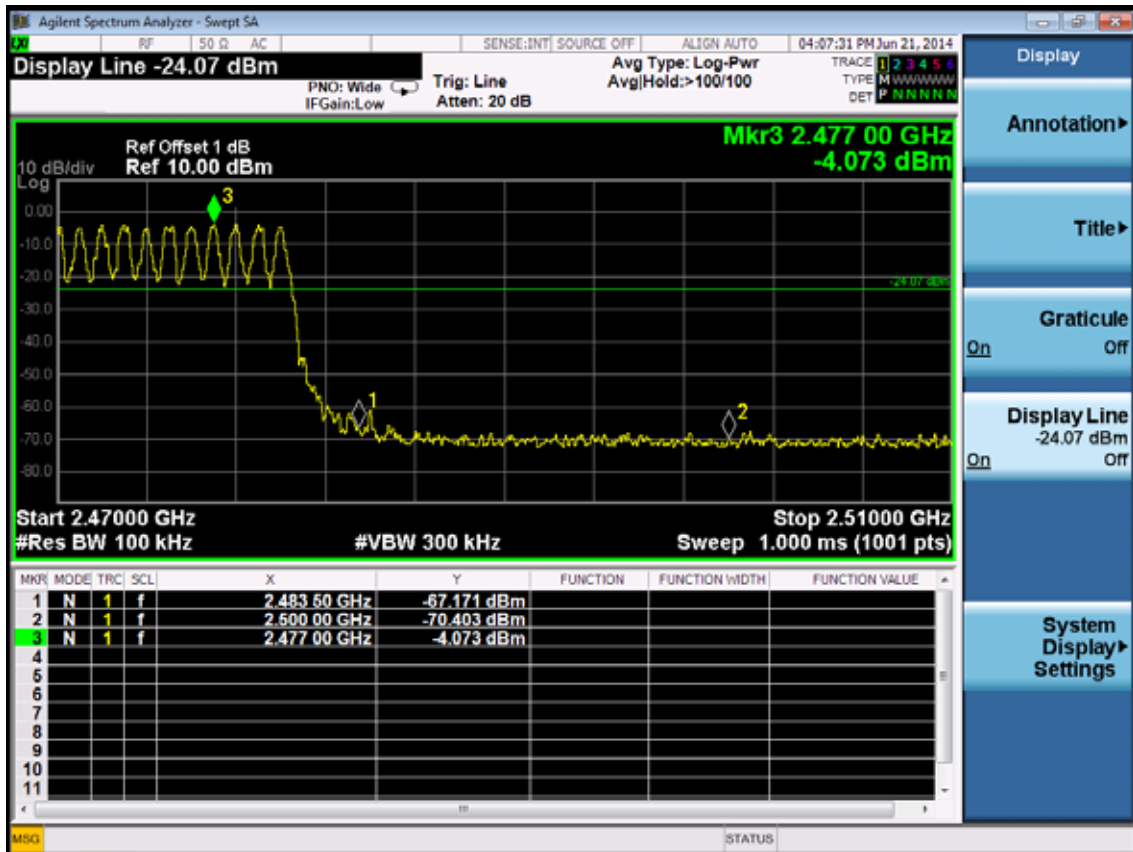 Agilent Spectrum Analyzer - Swept SA
LXI RF 50 Ω AC SENSE:INT SOURCE OFF ALIGN AUTO 04:07:31 PM Jun 21, 2014
Display Line -24.07 dBm
PNO: Wide
IFGain:Low
Trig: Line
Atten: 20 dB
Avg Type: Log-Pwr
Avg|Hold:>100/100
TRACE 1 2 3 4 5 6
TYPE M WWWWW
DET P N N N N N
Mkr3 2.477 00 GHz
-4.073 dBm
Ref Offset 1 dB
10 dB/div Ref 10.00 dBm
Log
3
0.00
-10.0
-20.0
-24.07 dBm
-30.0
-40.0
-50.0
-60.0
1
2
-70.0
-80.0
Start 2.47000 GHz Stop 2.51000 GHz
#Res BW 100 kHz #VBW 300 kHz Sweep 1.000 ms (1001 pts)
MKR MODE TRC SCL X Y FUNCTION FUNCTION WIDTH FUNCTION VALUE
1 N 1 f 2.483 50 GHz -67.171 dBm
2 N 1 f 2.500 00 GHz -70.403 dBm
3 N 1 f 2.477 00 GHz -4.073 dBm
4
5
6
7
8
9
10
11
MSG STATUS
Display
Annotation
Title
Graticule
On Off
Display Line
-24.07 dBm
On Off
System
Display
Settings